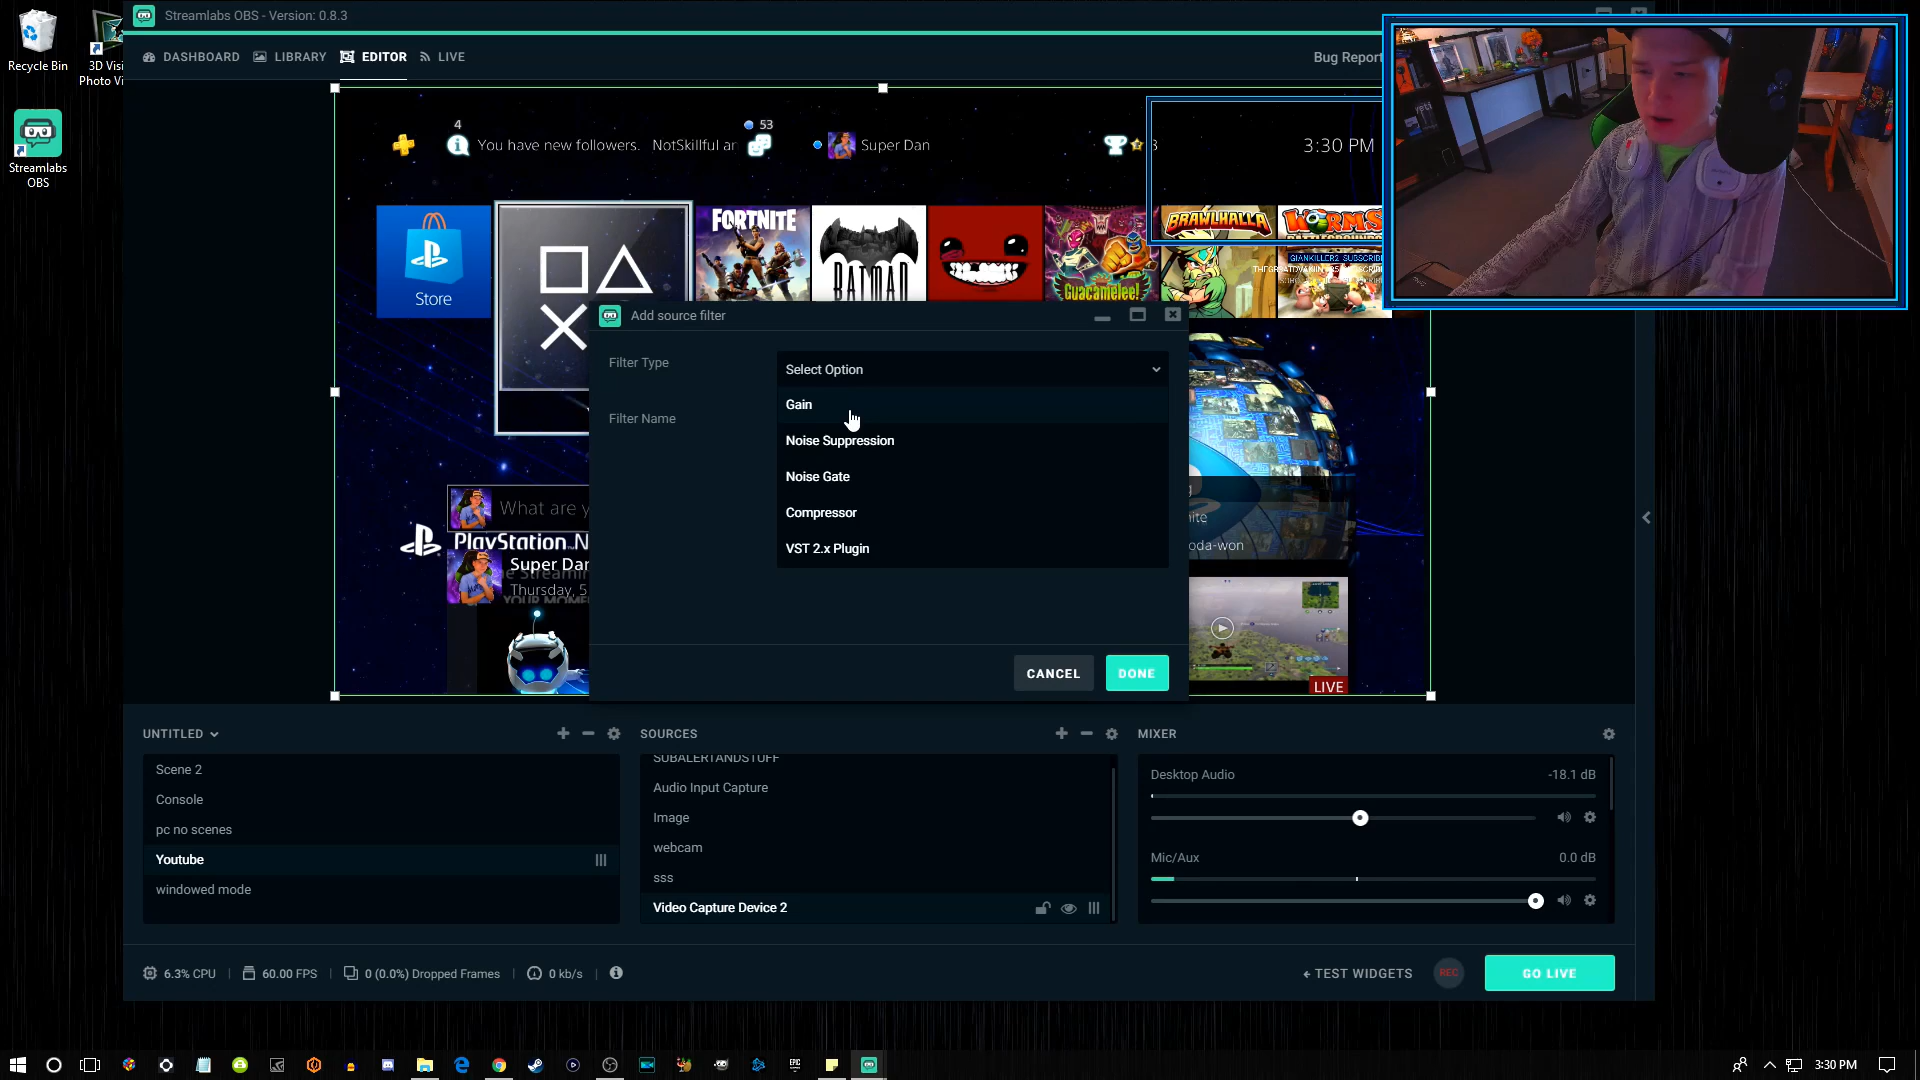 Streamlabs OBS - Version: 0.8.3
Recycle Bin
3D Visi
Photo Vi
DASHBOARD
LIBRARY
EDITOR
LIVE
Bug Report
Streamlabs
OBS
4
You have new followers.
NotSkillful ar
53
Super Dan
3:30 PM
Store
FORTNITE
BATMAN
Guacamelee!
BRAWLHALLA
WORMS
GIANKILLER2 SUBSCRIBE
Add source filter
Filter Type
Select Option
Gain
Filter Name
Noise Suppression
Noise Gate
Compressor
VST 2.x Plugin
What are y
PlayStation.N
Super Dan
Thursday, 5
oda-won
LIVE
CANCEL
DONE
UNTITLED
Scene 2
Console
pc no scenes
Youtube
windowed mode
SOURCES
SUBALERTANDSTUFF
Audio Input Capture
Image
webcam
sss
Video Capture Device 2
MIXER
Desktop Audio
-18.1 dB
Mic/Aux
0.0 dB
6.3% CPU
60.00 FPS
0 (0.0%) Dropped Frames
0 kb/s
TEST WIDGETS
REC
GO LIVE
EPIC
3:30 PM